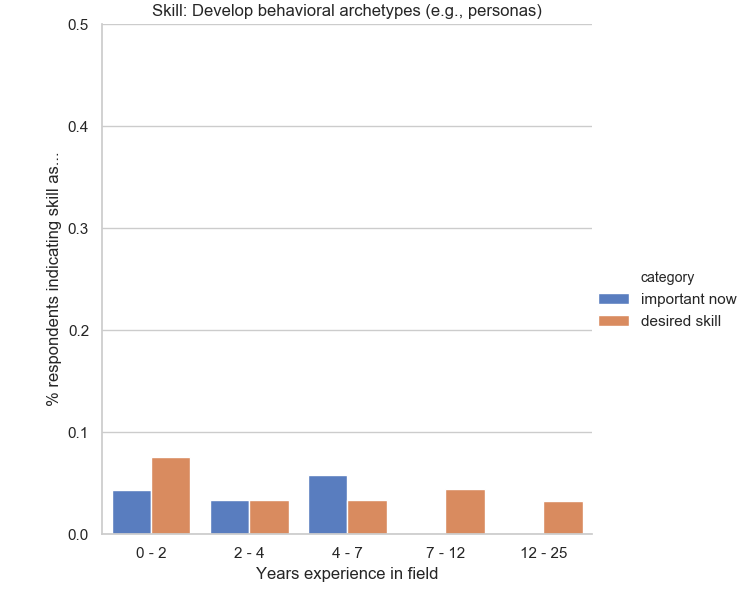 Skill: Develop behavioral archetypes (e.g., personas)
0.5
0.4
0.3
0.2
0.1
0.0
% respondents indicating skill as...
0 - 2
2 - 4
4 - 7
7 - 12
12 - 25
Years experience in field
category
important now
desired skill